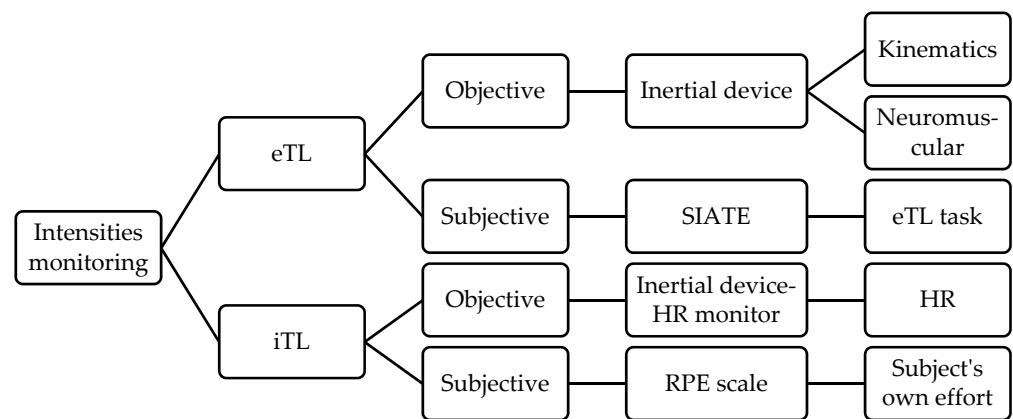 Intensities
monitoring
eTL
iTL
Objective
Subjective
Objective
Subjective
Inertial device
SIATE
Inertial device-
HR monitor
RPE scale
Kinematics
Neuromus-
cular
eTL task
HR
Subject's
own effort